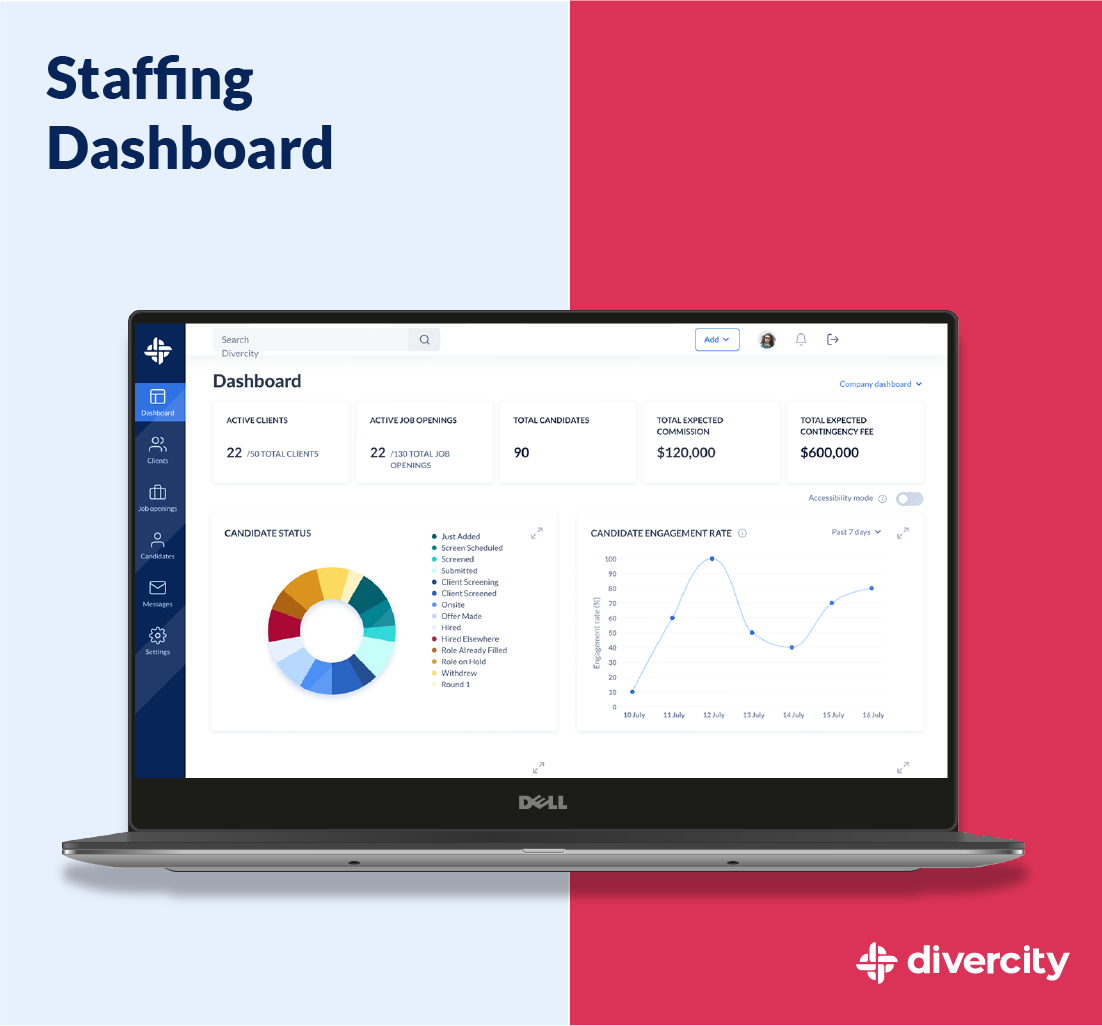 Staffing
Dashboard
Search
Divercity
Add
Dashboard
Company dashboard
Dashboard
Clients
Job openings
Candidates
Messages
Settings
ACTIVE CLIENTS
22 /50 TOTAL CLIENTS
ACTIVE JOB OPENINGS
22 /130 TOTAL JOB
OPENINGS
TOTAL CANDIDATES
90
TOTAL EXPECTED
COMMISSION
$120,000
TOTAL EXPECTED
CONTINGENCY FEE
$600,000
Accessibility mode
CANDIDATE STATUS
Just Added
Screen Scheduled
Screened
Submitted
Client Screening
Client Screened
Onsite
Offer Made
Hired
Hired Elsewhere
Role Already Filled
Role on Hold
Withdrew
Round 1
CANDIDATE ENGAGEMENT RATE
Past 7 days
Engagement rate (%)
100
90
80
70
60
50
40
30
20
10
0
10 July 11 July 12 July 13 July 14 July 15 July 16 July
DELL
divercity